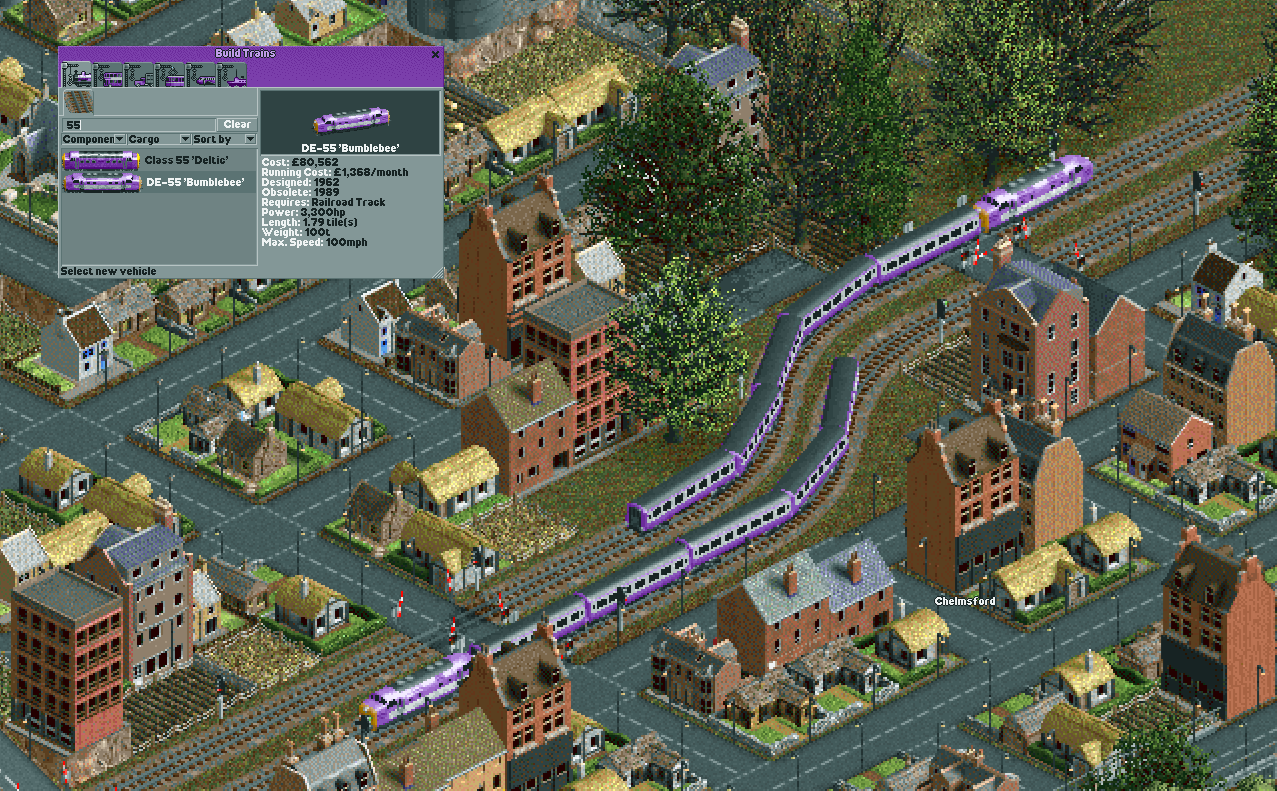 Build Trains
55
Clear
Componen
Cargo
Sort by
Class 55 'Deltic'
DE-55 'Bumblebee'
DE-55 'Bumblebee'
Cost: £80,562
Running Cost: £1,368/month
Designed: 1962
Obsolete: 1989
Requires: Railroad Track
Power: 3,300hp
Length: 1.79 tile(s)
Weight: 100t
Max. Speed: 100mph
Select new vehicle
Chelmsford